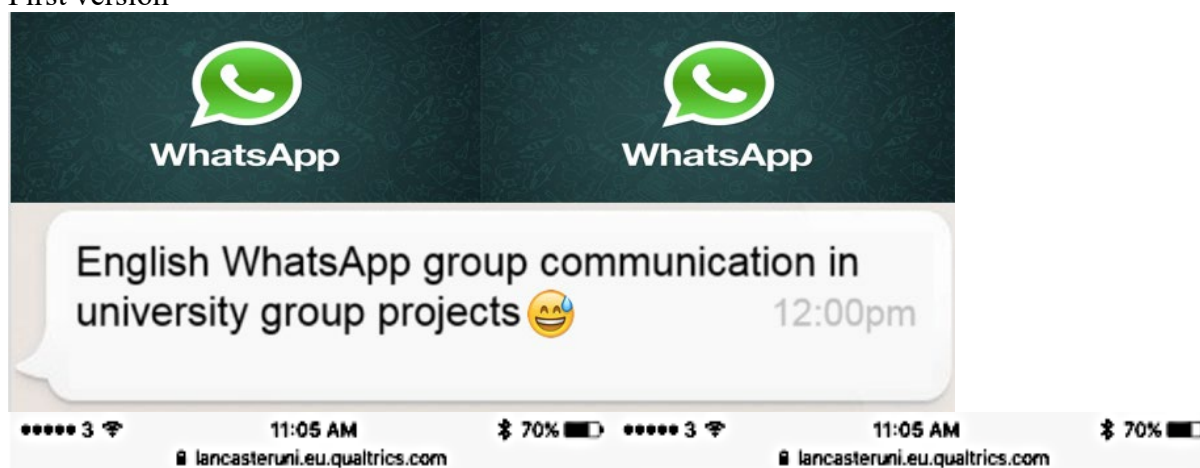 First version
WhatsApp WhatsApp
English WhatsApp group communication in
university group projects😅 12:00pm
●●●●● 3 11:05 AM 70% ●●●●● 3 11:05 AM 70%
lancasteruni.eu.qualtrics.com lancasteruni.eu.qualtrics.com